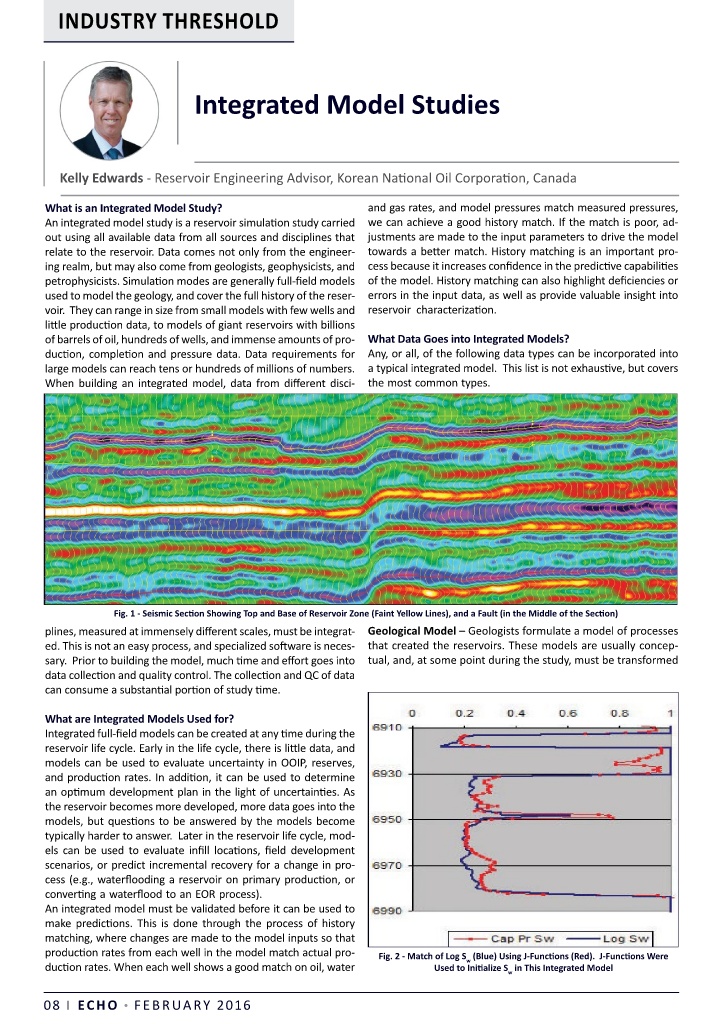 INDUSTRY THRESHOLD
Integrated Model Studies
Kelly Edwards - Reservoir Engineering Advisor, Korean National Oil Corporation, Canada
What is an Integrated Model Study?
An integrated model study is a reservoir simulation study carried
out using all available data from all sources and disciplines that
relate to the reservoir. Data comes not only from the engineer-
ing realm, but may also come from geologists, geophysicists, and
petrophysicists. Simulation modes are generally full-field models
used to model the geology, and cover the full history of the reser-
voir. They can range in size from small models with few wells and
little production data, to models of giant reservoirs with billions
of barrels of oil, hundreds of wells, and immense amounts of pro-
duction, completion and pressure data. Data requirements for
large models can reach tens or hundreds of millions of numbers.
When building an integrated model, data from different disci-
and gas rates, and model pressures match measured pressures,
we can achieve a good history match. If the match is poor, ad-
justments are made to the input parameters to drive the model
towards a better match. History matching is an important pro-
cess because it increases confidence in the predictive capabilities
of the model. History matching can also highlight deficiencies or
errors in the input data, as well as provide valuable insight into
reservoir characterization.
What Data Goes into Integrated Models?
Any, or all, of the following data types can be incorporated into
a typical integrated model. This list is not exhaustive, but covers
the most common types.
Fig. 1 - Seismic Section Showing Top and Base of Reservoir Zone (Faint Yellow Lines), and a Fault (in the Middle of the Section)
plines, measured at immensely different scales, must be integrat-
ed. This is not an easy process, and specialized software is neces-
sary. Prior to building the model, much time and effort goes into
data collection and quality control. The collection and QC of data
can consume a substantial portion of study time.
What are Integrated Models Used for?
Integrated full-field models can be created at any time during the
reservoir life cycle. Early in the life cycle, there is little data, and
models can be used to evaluate uncertainty in OOIP, reserves,
and production rates. In addition, it can be used to determine
an optimum development plan in the light of uncertainties. As
the reservoir becomes more developed, more data goes into the
models, but questions to be answered by the models become
typically harder to answer. Later in the reservoir life cycle, mod-
els can be used to evaluate infill locations, field development
scenarios, or predict incremental recovery for a change in pro-
cess (e.g., waterflooding a reservoir on primary production, or
converting a waterflood to an EOR process).
An integrated model must be validated before it can be used to
make predictions. This is done through the process of history
matching, where changes are made to the model inputs so that
production rates from each well in the model match actual pro-
duction rates. When each well shows a good match on oil, water
Geological Model – Geologists formulate a model of processes
that created the reservoirs. These models are usually concep-
tual, and, at some point during the study, must be transformed
0 0.2 0.4 0.6 0.8 1
6910
6930
6950
6970
6990
Cap Pr Sw Log Sw
Fig. 2 - Match of Log Sw (Blue) Using J-Functions (Red). J-Functions Were
Used to Initialize Sw in This Integrated Model
08 | ECHO • FEBRUARY 2016